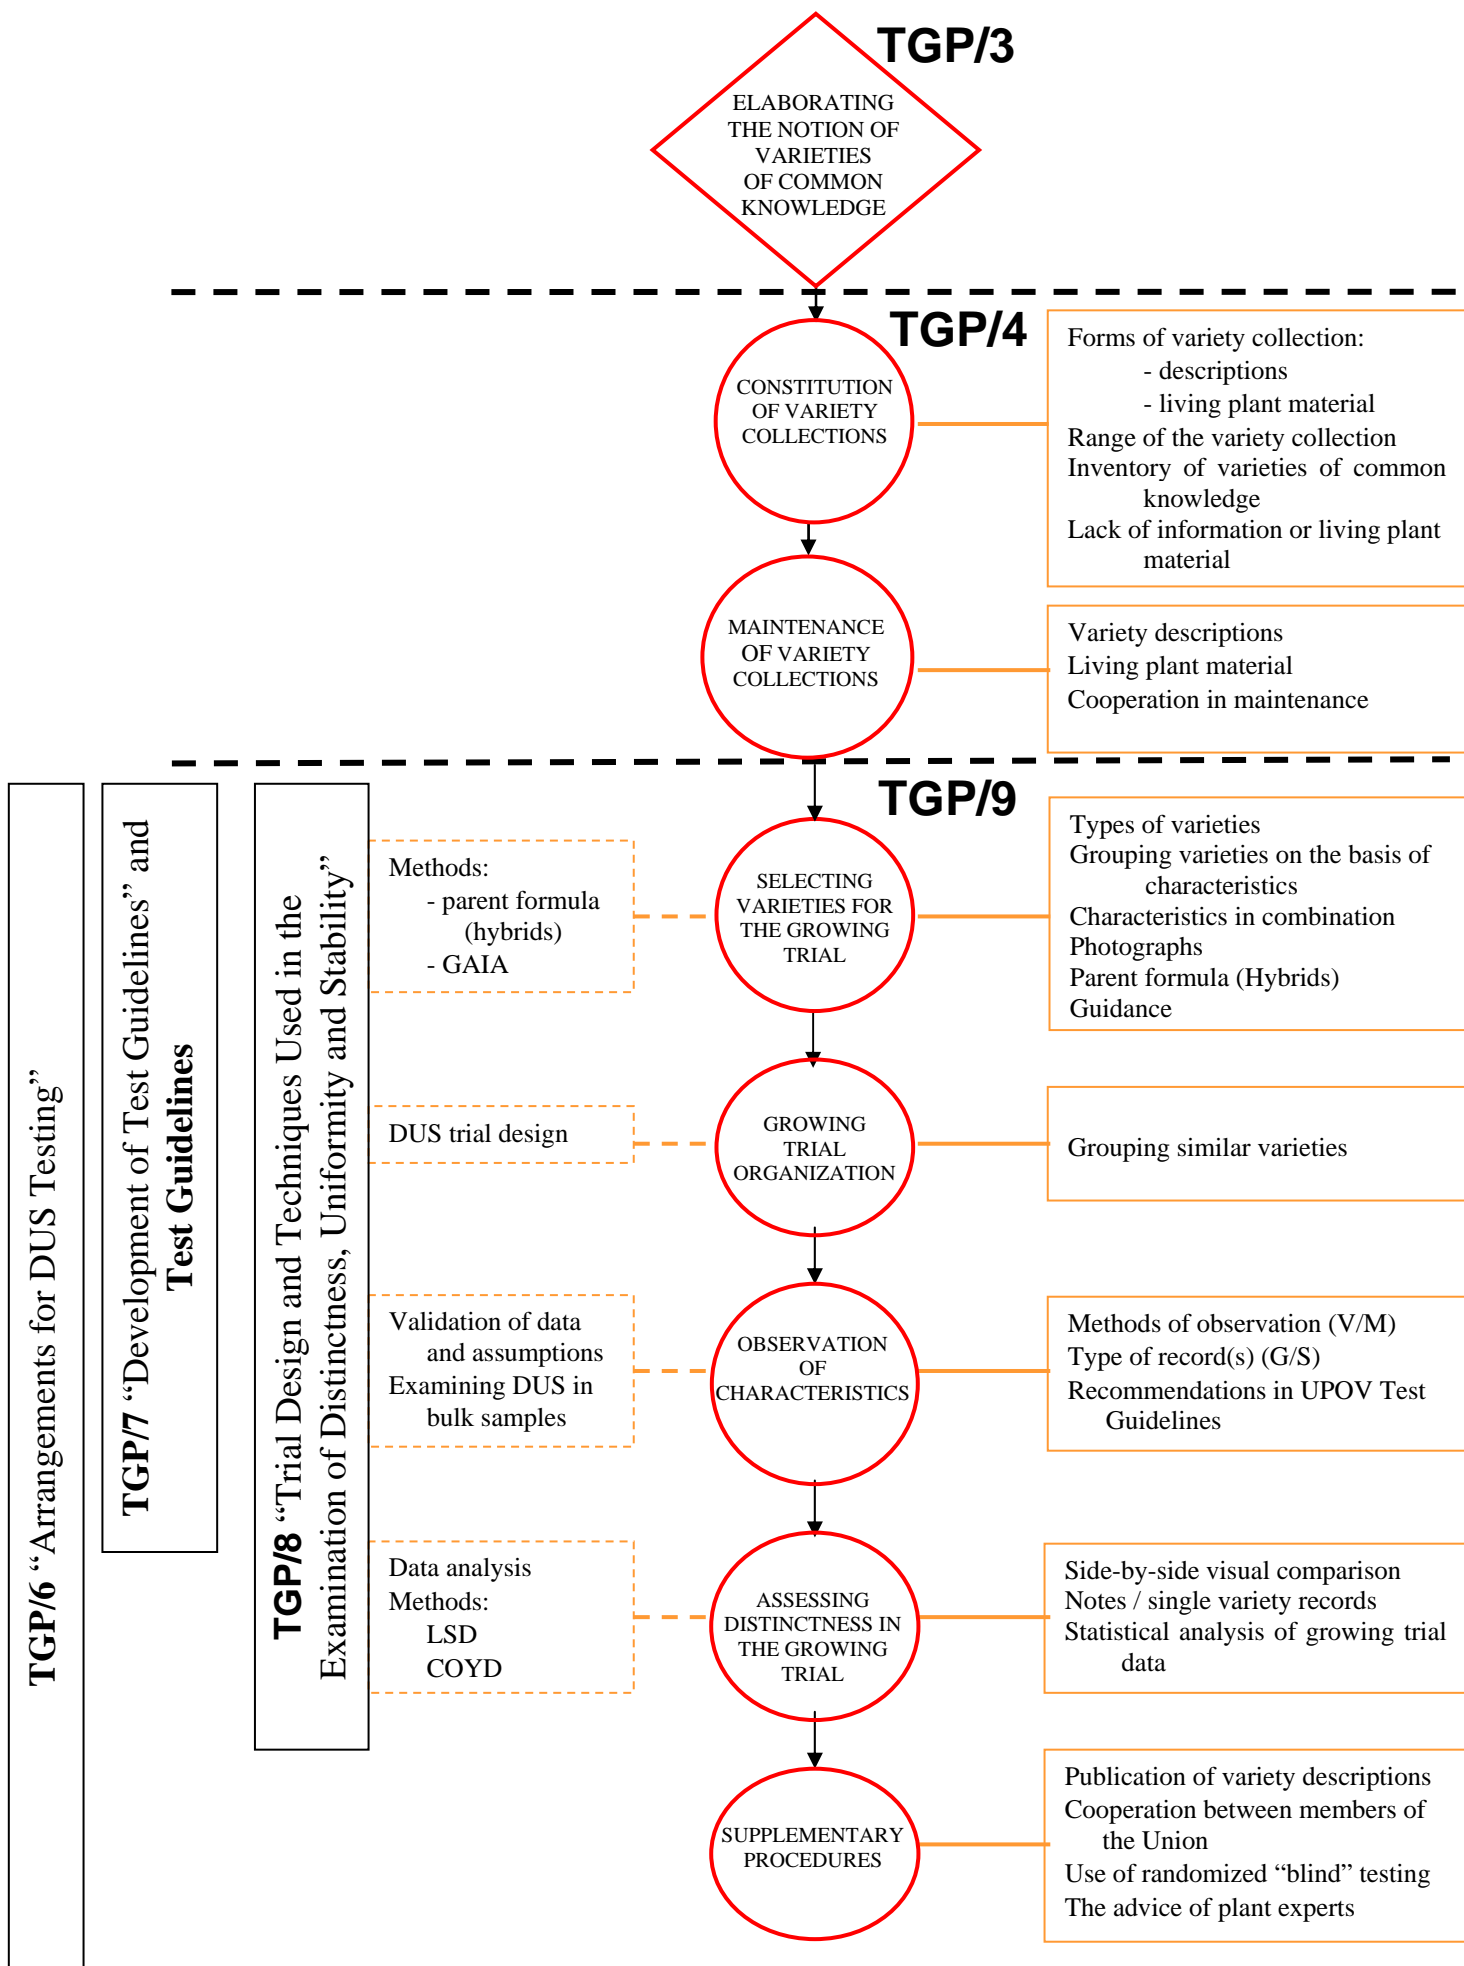 TGP/3
ELABORATING
THE NOTION OF
VARIETIES
OF COMMON
KNOWLEDGE
TGP/4
CONSTITUTION
OF VARIETY
COLLECTIONS
Forms of variety collection:
- descriptions
- living plant material
Range of the variety collection
Inventory of varieties of common
knowledge
Lack of information or living plant
material
MAINTENANCE
OF VARIETY
COLLECTIONS
Variety descriptions
Living plant material
Cooperation in maintenance
TGP/6 “Arrangements for DUS Testing”
TGP/7 “Development of Test Guidelines” and
Test Guidelines
TGP/8 “Trial Design and Techniques Used in the
Examination of Distinctness, Uniformity and Stability”
TGP/9
Methods:
- parent formula
(hybrids)
- GAIA
SELECTING
VARIETIES FOR
THE GROWING
TRIAL
Types of varieties
Grouping varieties on the basis of
characteristics
Characteristics in combination
Photographs
Parent formula (Hybrids)
Guidance
DUS trial design
GROWING
TRIAL
ORGANIZATION
Grouping similar varieties
Validation of data
and assumptions
Examining DUS in
bulk samples
OBSERVATION
OF
CHARACTERISTICS
Methods of observation (V/M)
Type of record(s) (G/S)
Recommendations in UPOV Test
Guidelines
Data analysis
Methods:
LSD
COYD
ASSESSING
DISTINCTNESS IN
THE GROWING
TRIAL
Side-by-side visual comparison
Notes / single variety records
Statistical analysis of growing trial
data
SUPPLEMENTARY
PROCEDURES
Publication of variety descriptions
Cooperation between members of
the Union
Use of randomized “blind” testing
The advice of plant experts